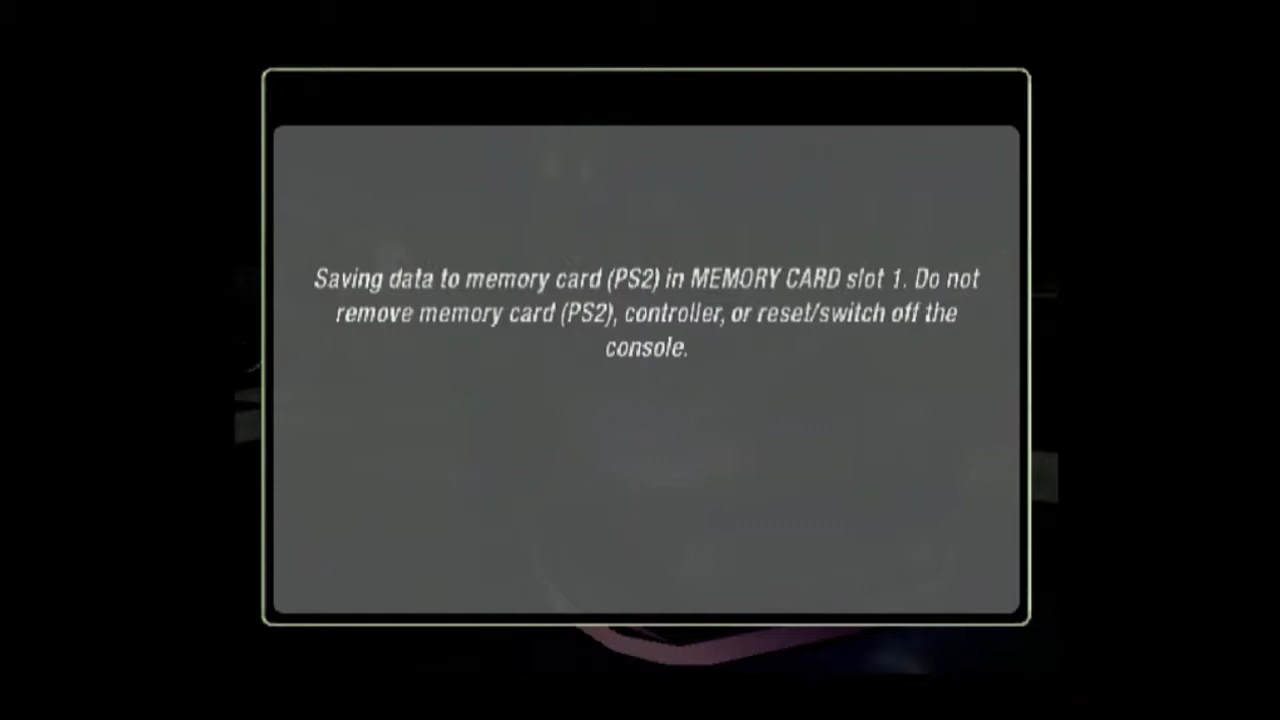 Saving data to memory card (PS2) in MEMORY CARD slot 1. Do not
remove memory card (PS2), controller, or reset/switch off the
console.